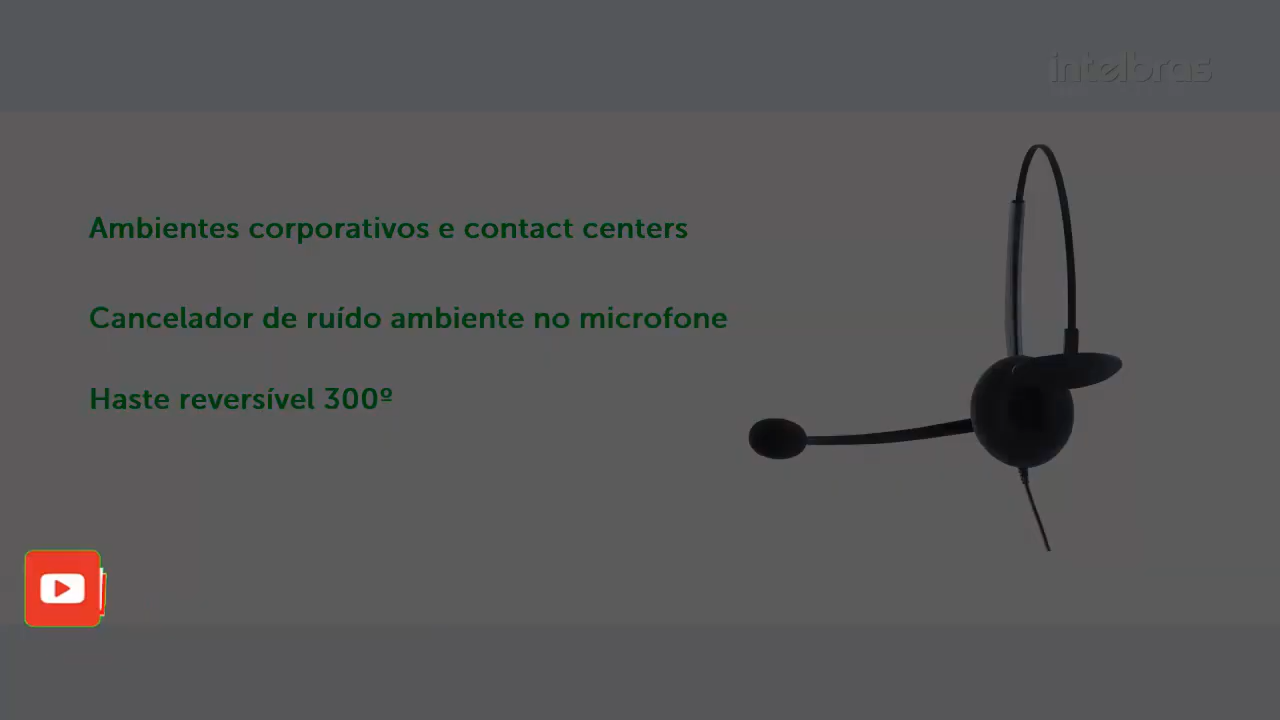 intelbras
Ambientes corporativos e contact centers
Cancelador de ruído ambiente no microfone
Haste reversível 300º